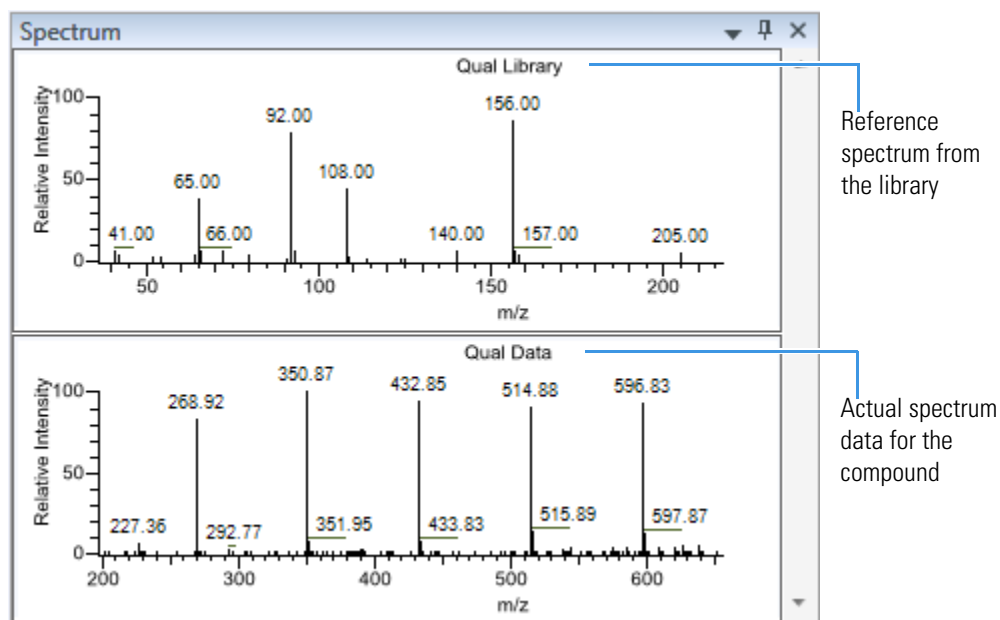 Spectrum
Qual Library
Relative Intensity
100
50
0
41.00
65.00
66.00
92.00
108.00
140.00
156.00
157.00
205.00
50
100
150
200
m/z
Reference
spectrum from
the library
Qual Data
Relative Intensity
100
50
0
227.36
268.92
292.77
350.87
351.95
432.85
433.83
514.88
515.89
596.83
597.87
200
300
400
500
600
m/z
Actual spectrum
data for the
compound